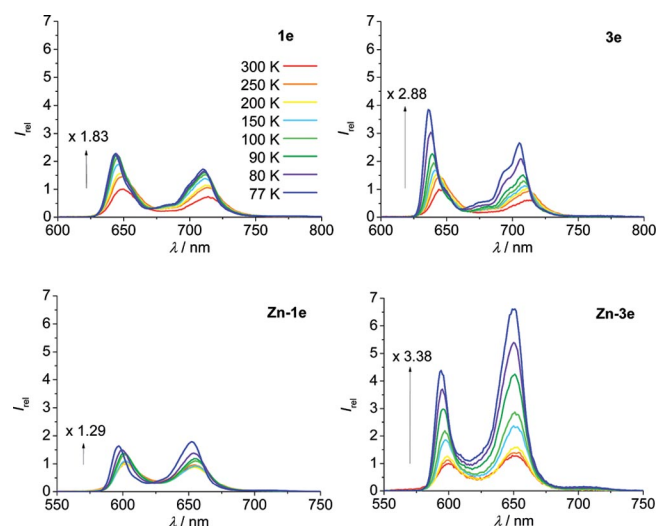 7
6
5
4
3
2
1
0
I rel
1e
x 1.83
300 K
250 K
200 K
150 K
100 K
90 K
80 K
77 K
600 650 700 750 800
λ / nm
7
6
5
4
3
2
1
0
I rel
3e
x 2.88
600 650 700 750 800
λ / nm
7
6
5
4
3
2
1
0
I rel
Zn-1e
x 1.29
550 600 650 700 750
λ / nm
7
6
5
4
3
2
1
0
I rel
Zn-3e
x 3.38
550 600 650 700 750
λ / nm